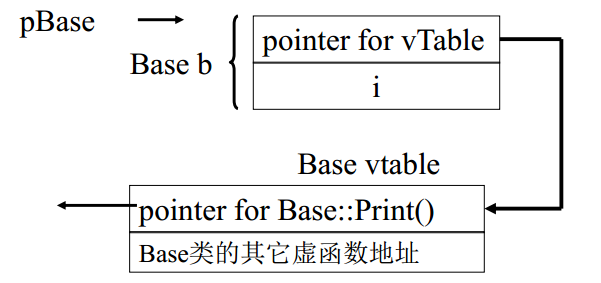 pBase
Base b
pointer for vTable
i
Base vtable
pointer for Base::Print()
Base类的其它虚函数地址